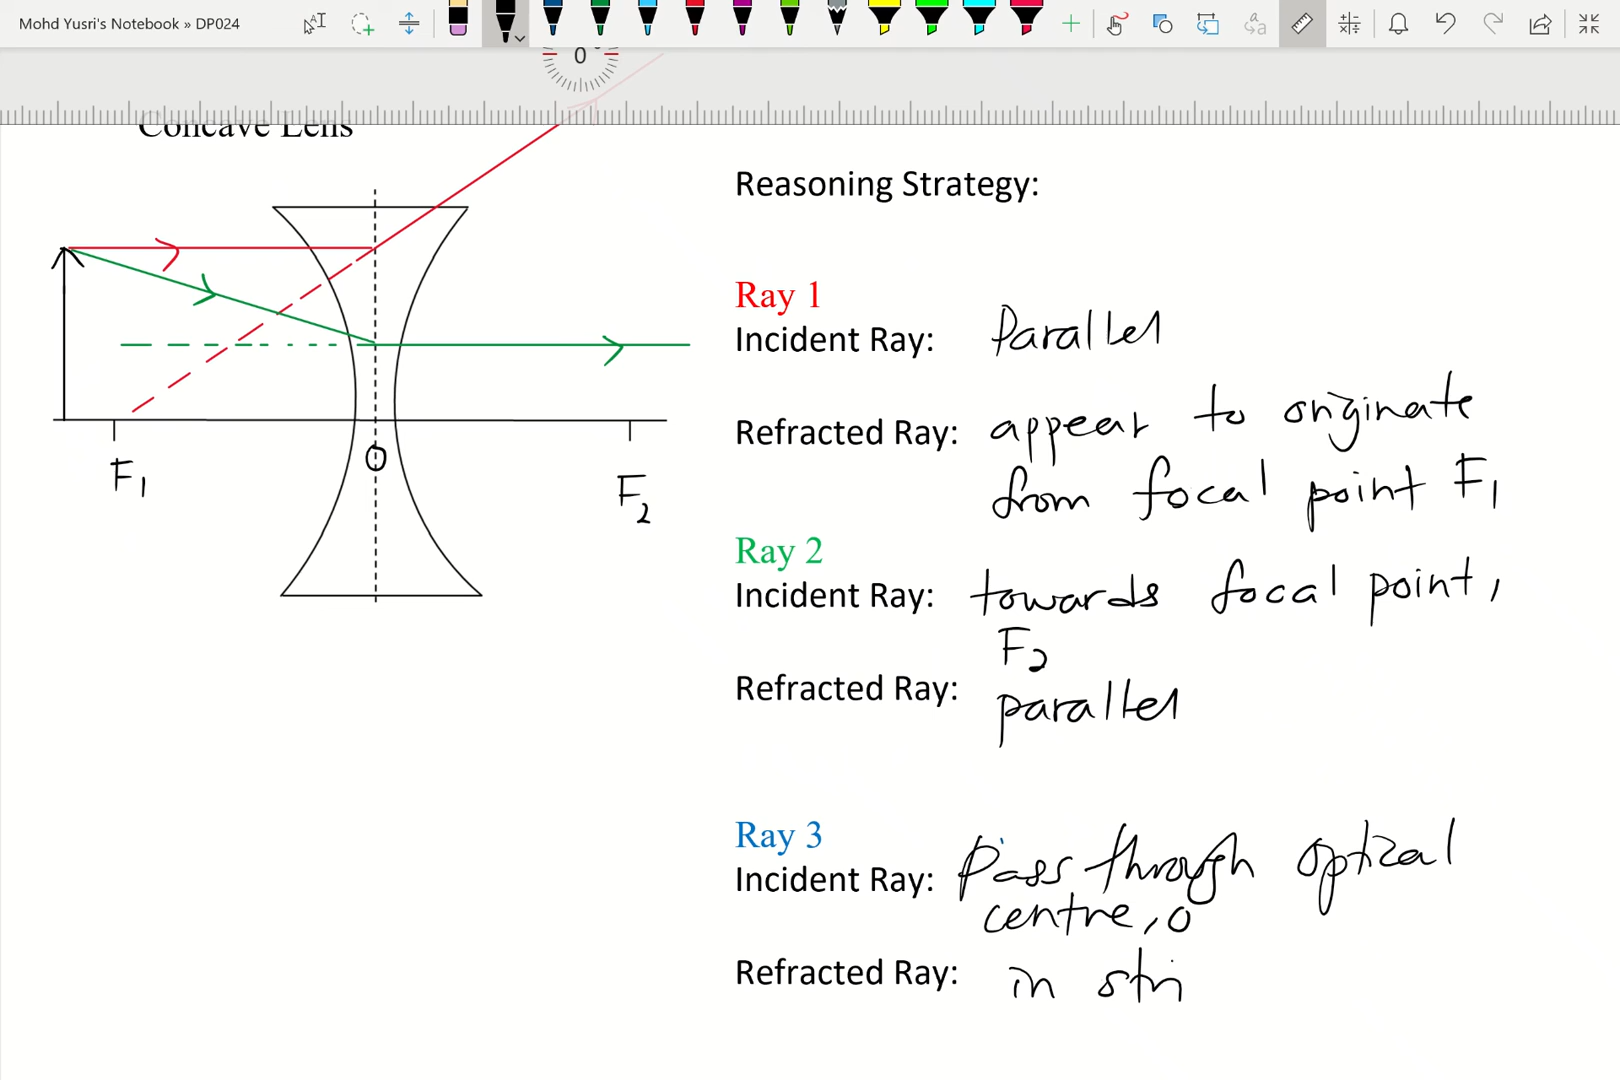 Mohd Yusri's Notebook » DP024
0
Concave Lens
Reasoning Strategy:
Ray 1
Incident Ray: Parallel
Refracted Ray: appear to originate
from focal point F1
F1
O
F2
Ray 2
Incident Ray: towards focal point,
F2
Refracted Ray: parallel
Ray 3
Incident Ray: Pass through optical
centre, O
Refracted Ray: in stri